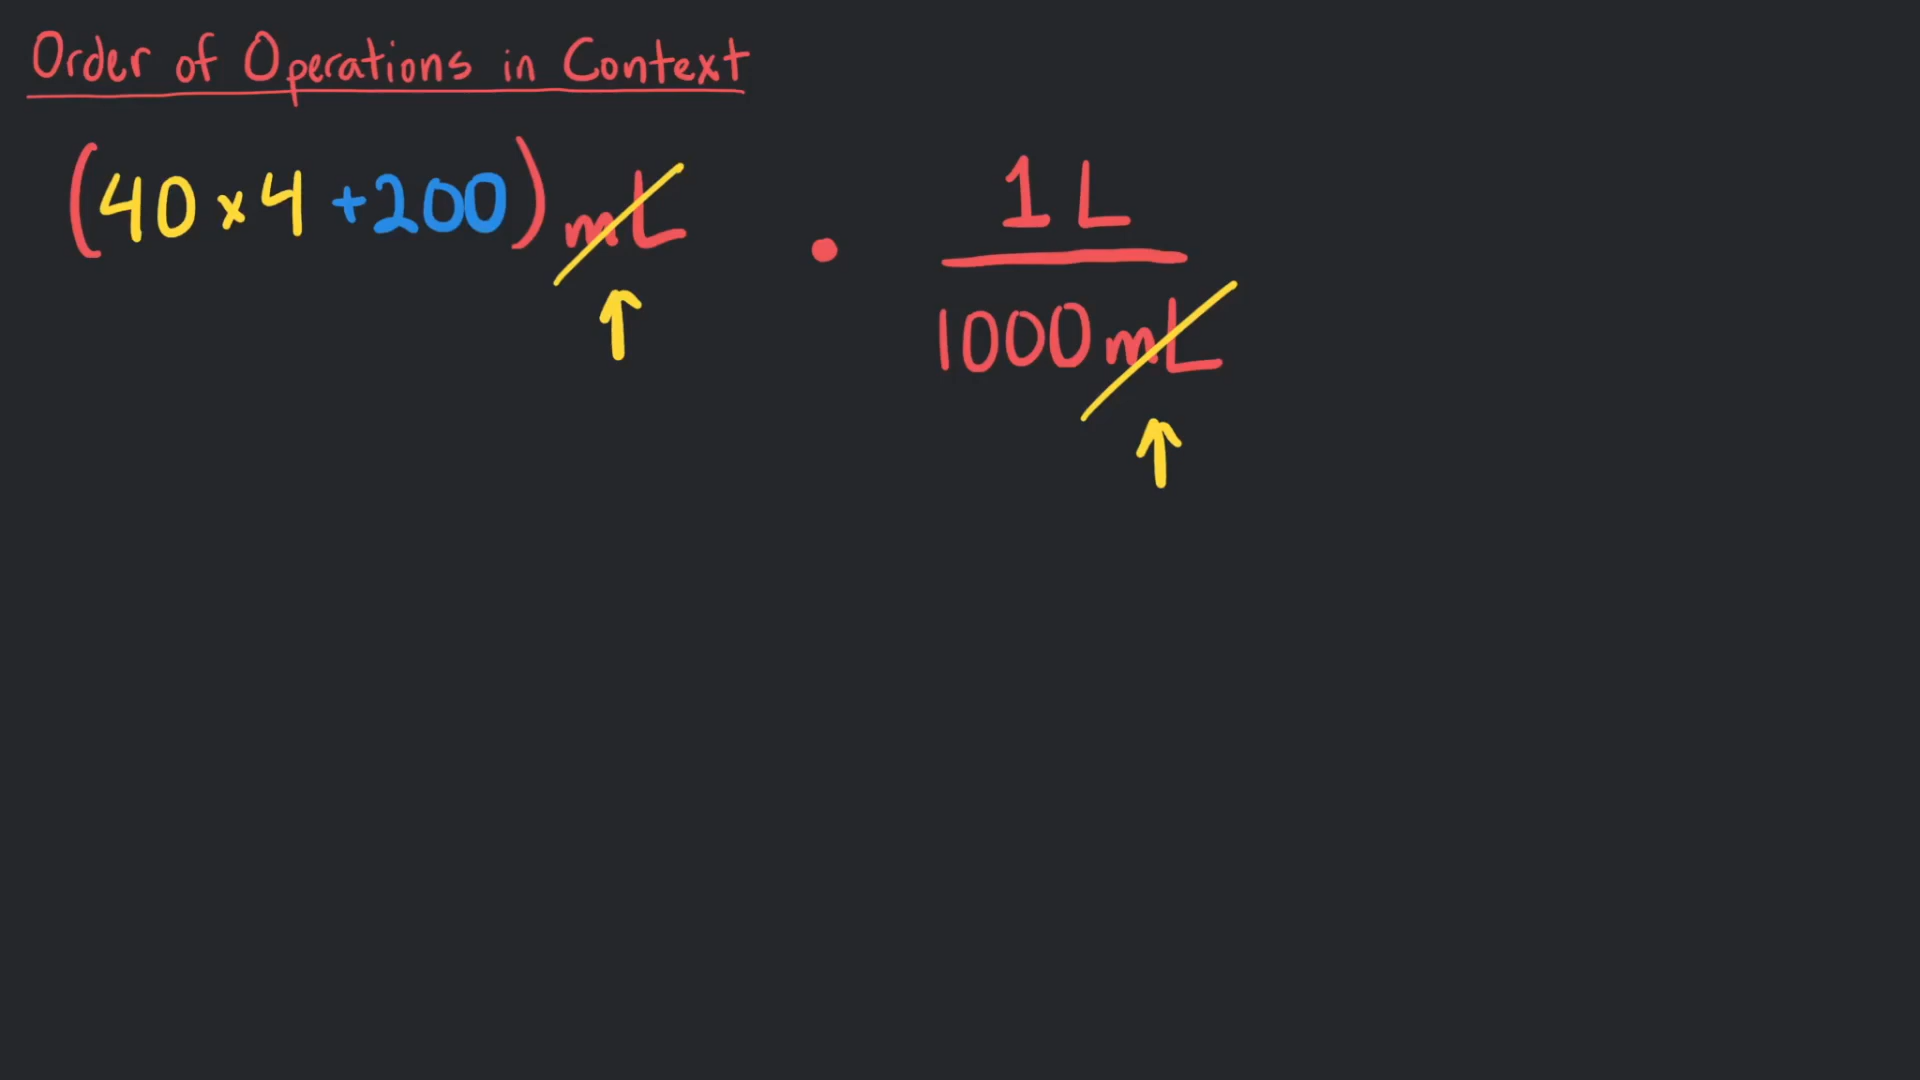 Order of Operations in Context
(40 x 4 + 200) mL • 1 L
1000 mL